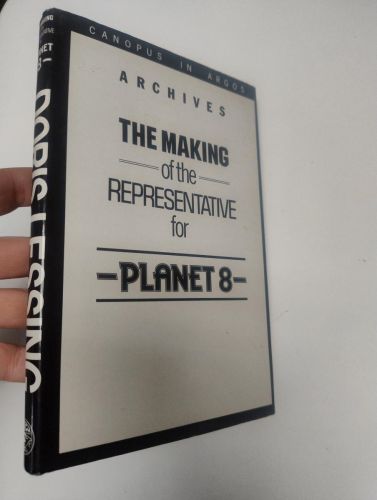 CANOPUS IN ARGOS
ARCHIVES
THE MAKING
of the
REPRESENTATIVE
for
–PLANET 8–
DORIS LESSING
PLANET
8–